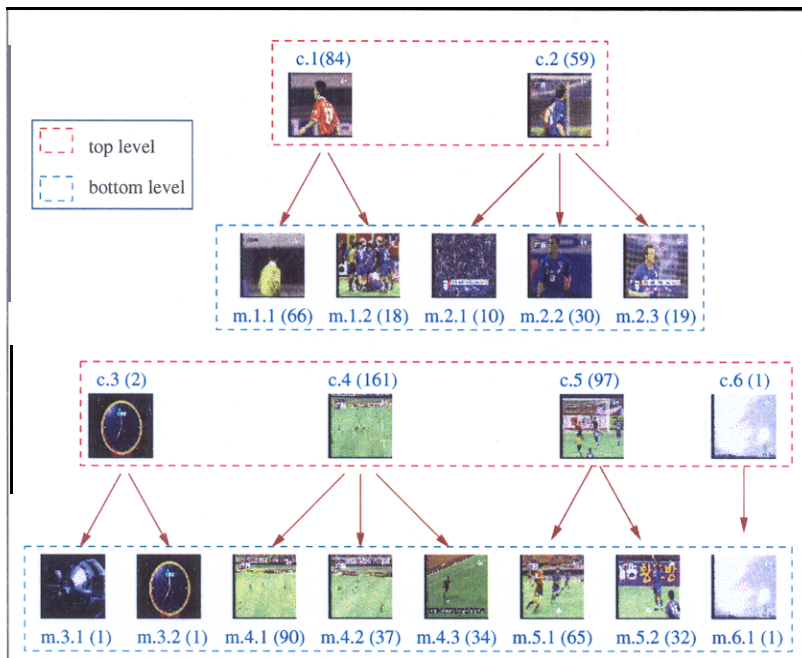 c.1(84) c.2 (59)
top level
bottom level
m.1.1 (66) m.1.2 (18) m.2.1 (10) m.2.2 (30) m.2.3 (19)
c.3 (2) c.4 (161) c.5 (97) c.6 (1)
m.3.1 (1) m.3.2 (1) m.4.1 (90) m.4.2 (37) m.4.3 (34) m.5.1 (65) m.5.2 (32) m.6.1 (1)